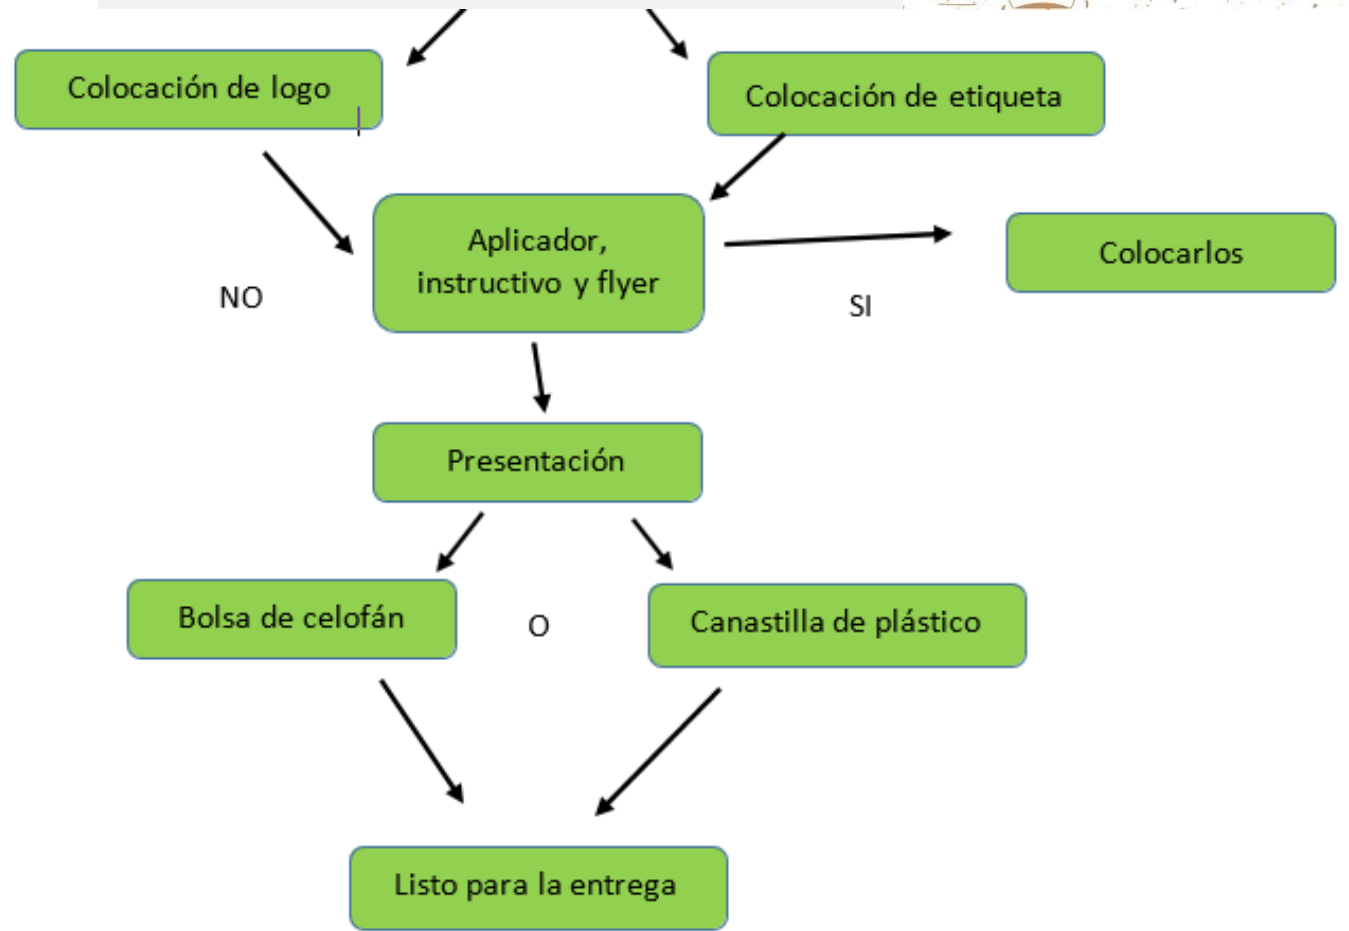 Colocación de logo
Colocación de etiqueta
Aplicador,
instructivo y flyer
Colocarlos
NO
SI
Presentación
Bolsa de celofán
O
Canastilla de plástico
Listo para la entrega